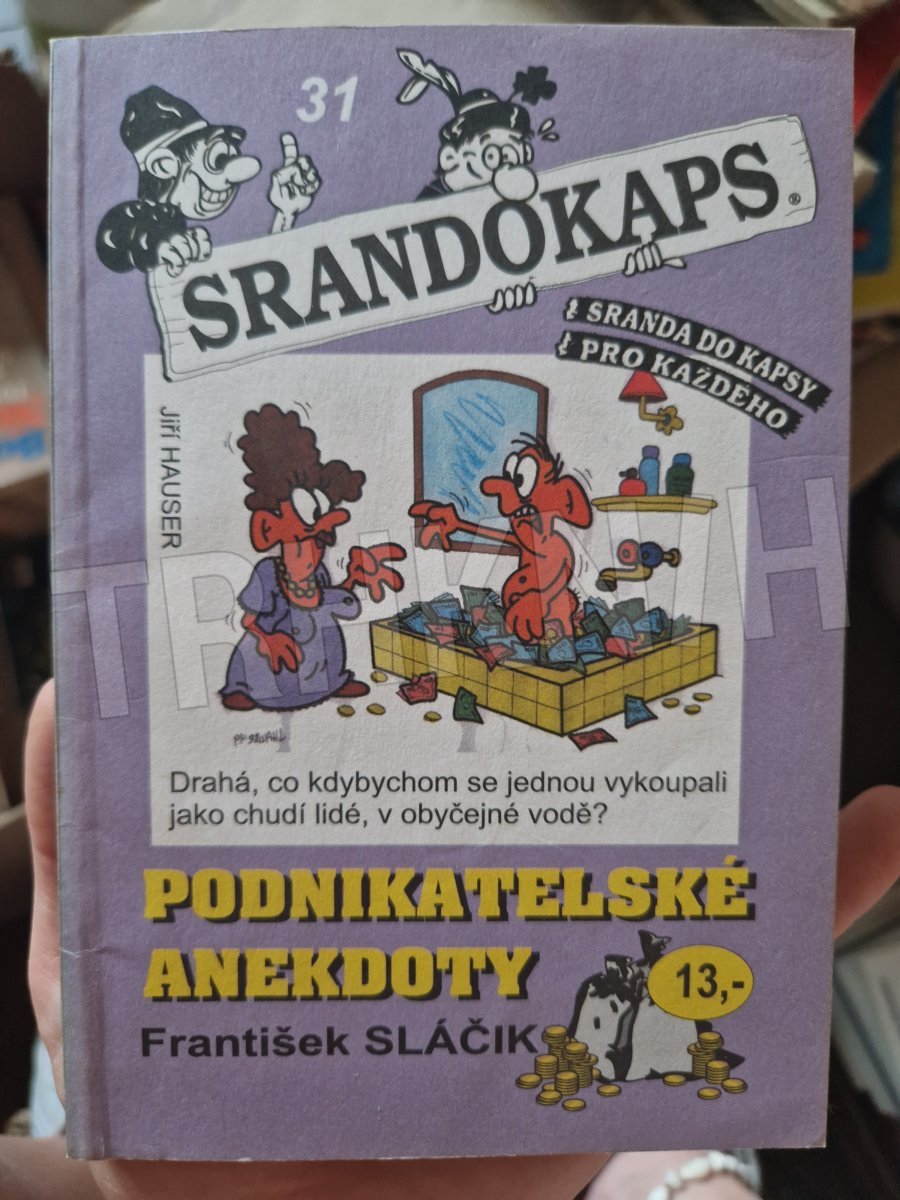 31
SRANDOKAPS®
SRANDA DO KAPSY
PRO KAŽDÉHO
Jiří HAUSER
Drahá, co kdybychom se jednou vykoupali
jako chudí lidé, v obyčejné vodě?
PODNIKATELSKÉ
ANEKDOTY
13,-
František SLÁČIK